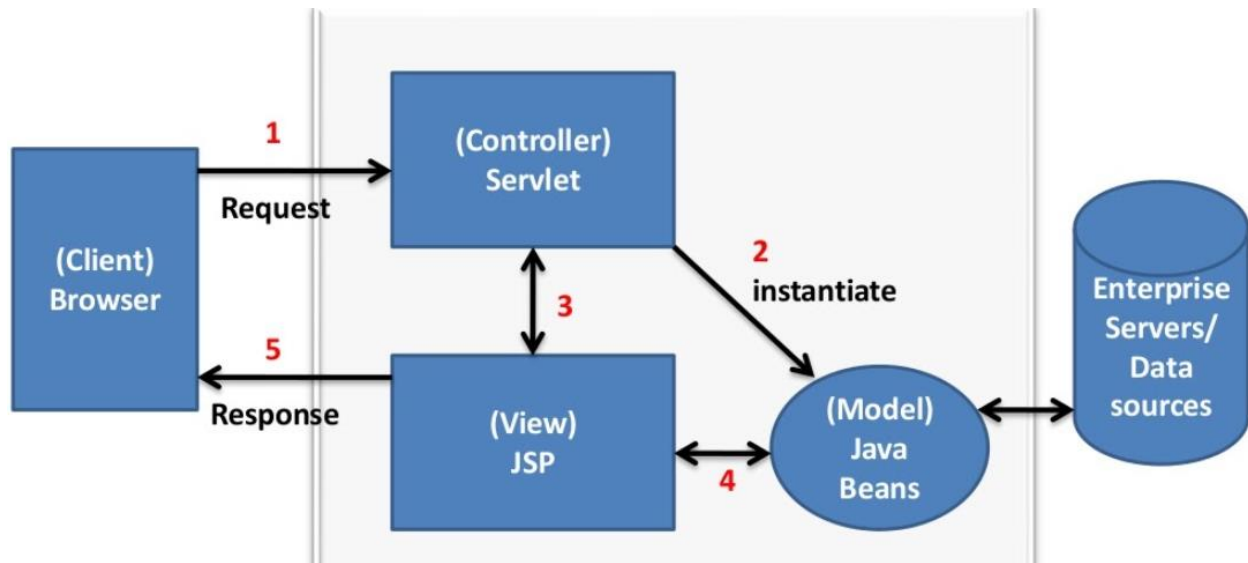 1
Request
(Client)
Browser
5
Response
(Controller)
Servlet
2
instantiate
3
(View)
JSP
4
(Model)
Java
Beans
Enterprise
Servers/
Data
sources